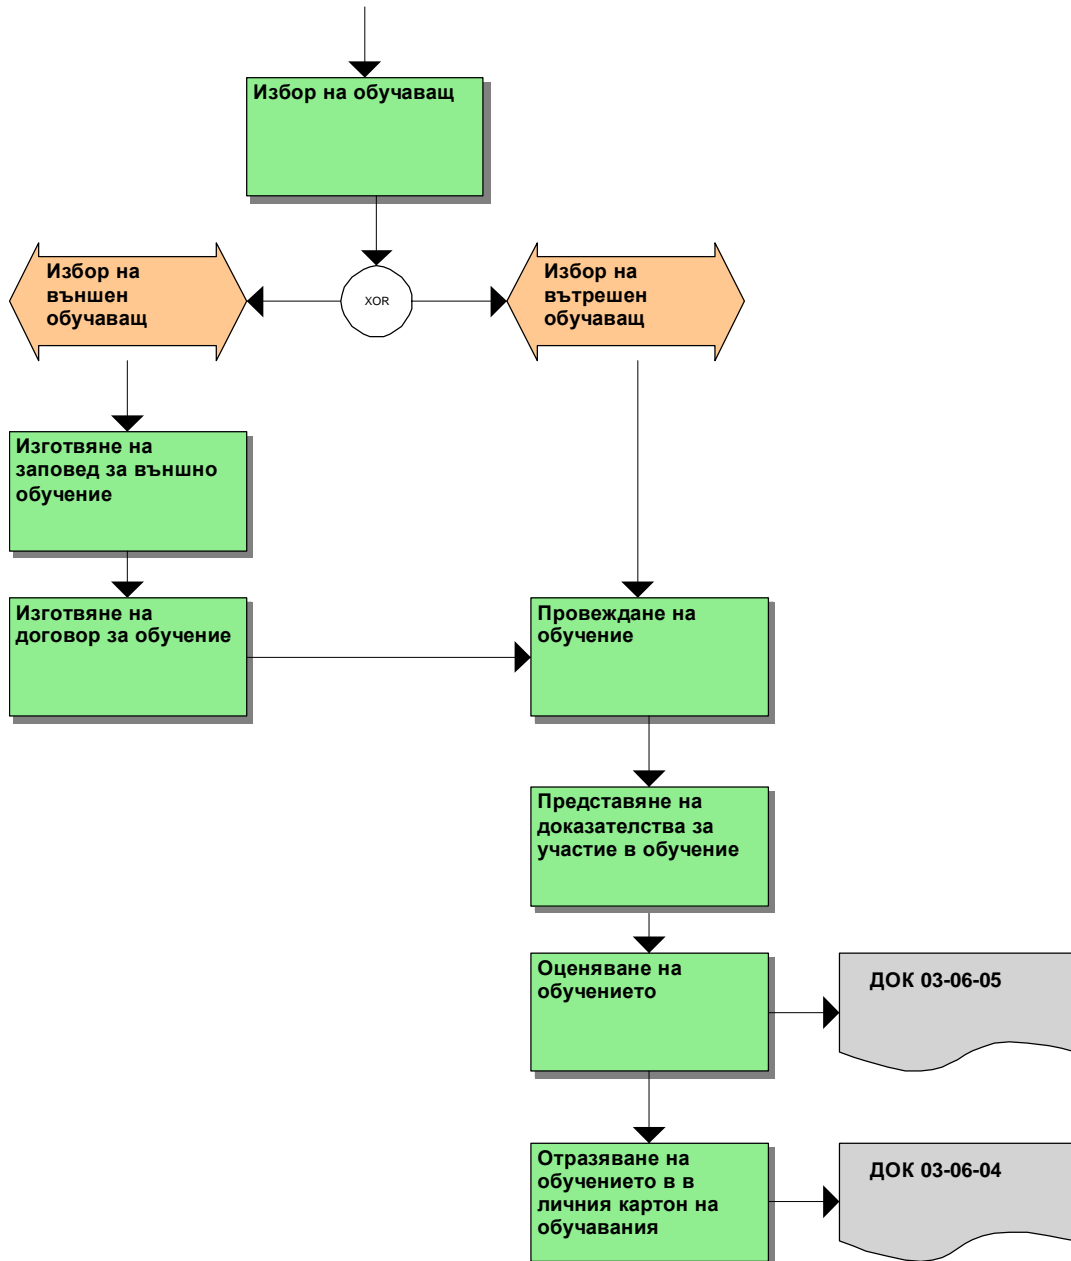 Избор на обучаващ
Избор на
външен
обучаващ
XOR
Избор на
вътрешен
обучаващ
Изготвяне на
заповед за външно
обучение
Изготвяне на
договор за обучение
Провеждане на
обучение
Представяне на
доказателства за
участие в обучение
Оценяване на
обучението
ДОК 03-06-05
Отразяване на
обучението в в
личния картон на
обучавания
ДОК 03-06-04